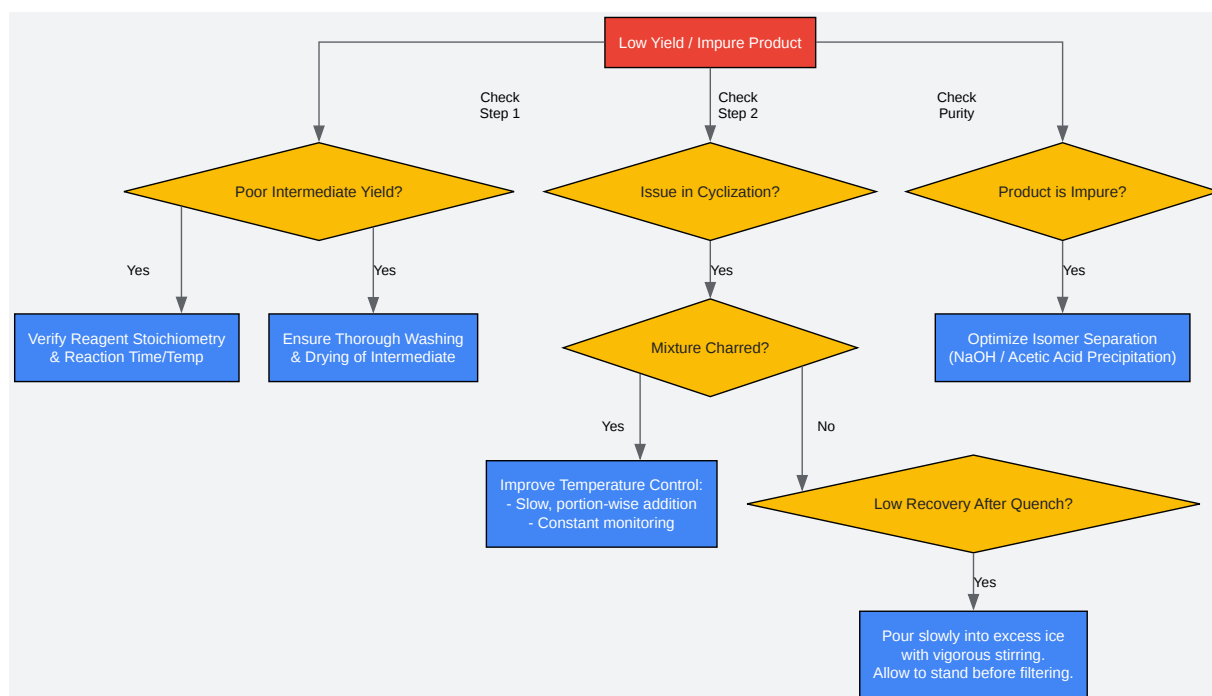 Low Yield / Impure Product
Check
Step 1
Check
Step 2
Check
Purity
Poor Intermediate Yield?
Issue in Cyclization?
Product is Impure?
Yes
Yes
Yes
Yes
Verify Reagent Stoichiometry
& Reaction Time/Temp
Ensure Thorough Washing
& Drying of Intermediate
Mixture Charred?
Optimize Isomer Separation
(NaOH / Acetic Acid Precipitation)
Yes
No
Improve Temperature Control:
- Slow, portion-wise addition
- Constant monitoring
Low Recovery After Quench?
Yes
Pour slowly into excess ice
with vigorous stirring.
Allow to stand before filtering.